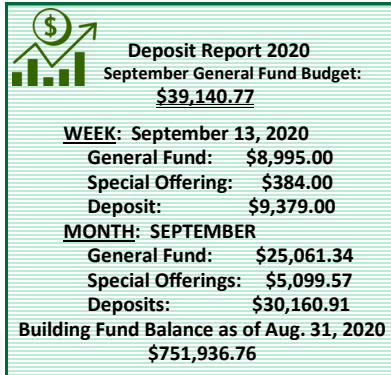 $
Deposit Report 2020
September General Fund Budget:
$39,140.77
WEEK: September 13, 2020
General Fund: $8,995.00
Special Offering: $384.00
Deposit: $9,379.00
MONTH: SEPTEMBER
General Fund: $25,061.34
Special Offerings: $5,099.57
Deposits: $30,160.91
Building Fund Balance as of Aug. 31, 2020
$751,936.76